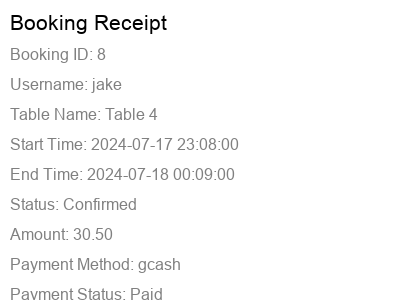 Booking Receipt
Booking ID: 8
Username: jake
Table Name: Table 4
Start Time: 2024-07-17 23:08:00
End Time: 2024-07-18 00:09:00
Status: Confirmed
Amount: 30.50
Payment Method: gcash
Payment Status: Paid